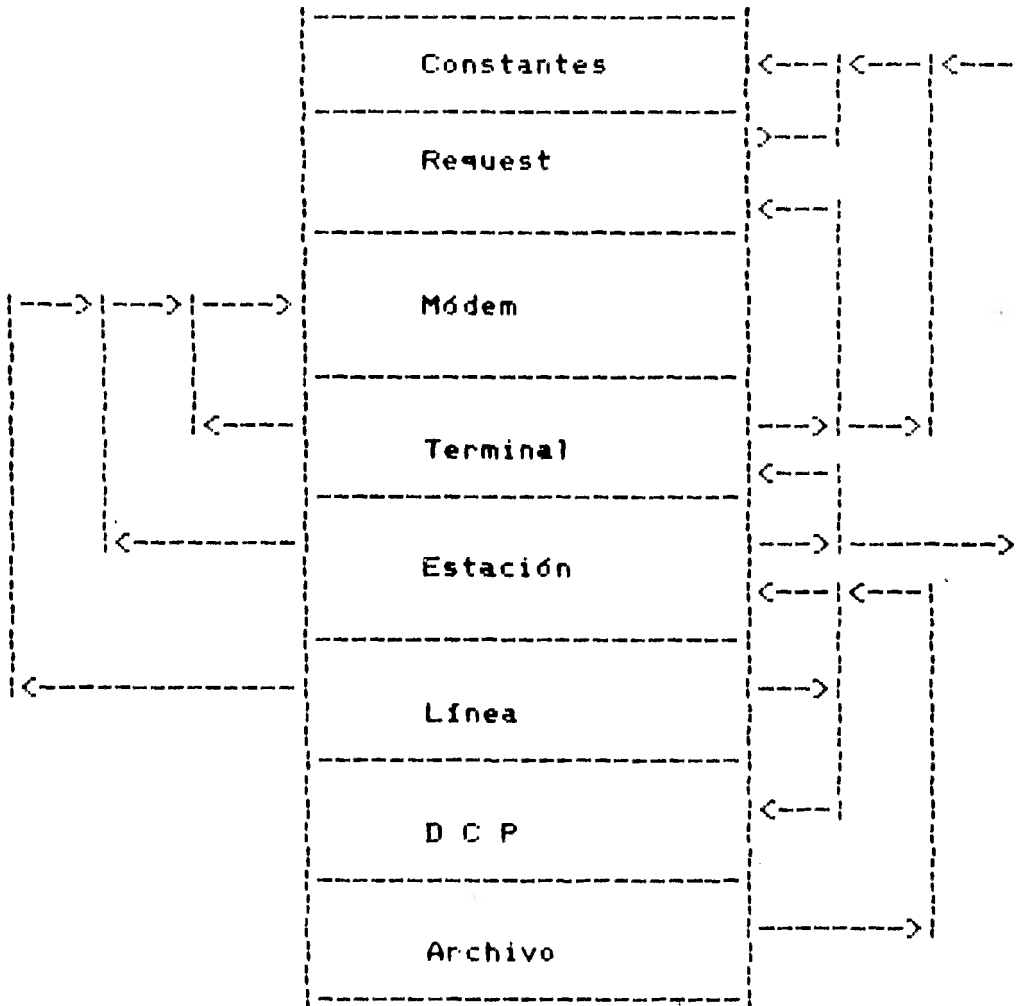 Constantes
Request
Módem
Terminal
Estación
Línea
D C P
Archivo